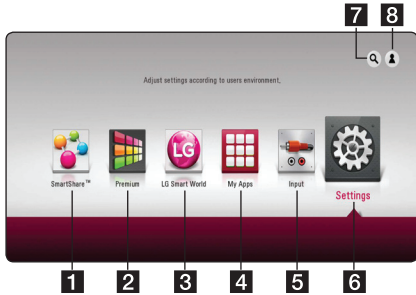 7 8
Adjust settings according to users environment.
LG
SmartShare™ Premium LG Smart World My Apps Input Settings
1 2 3 4 5 6